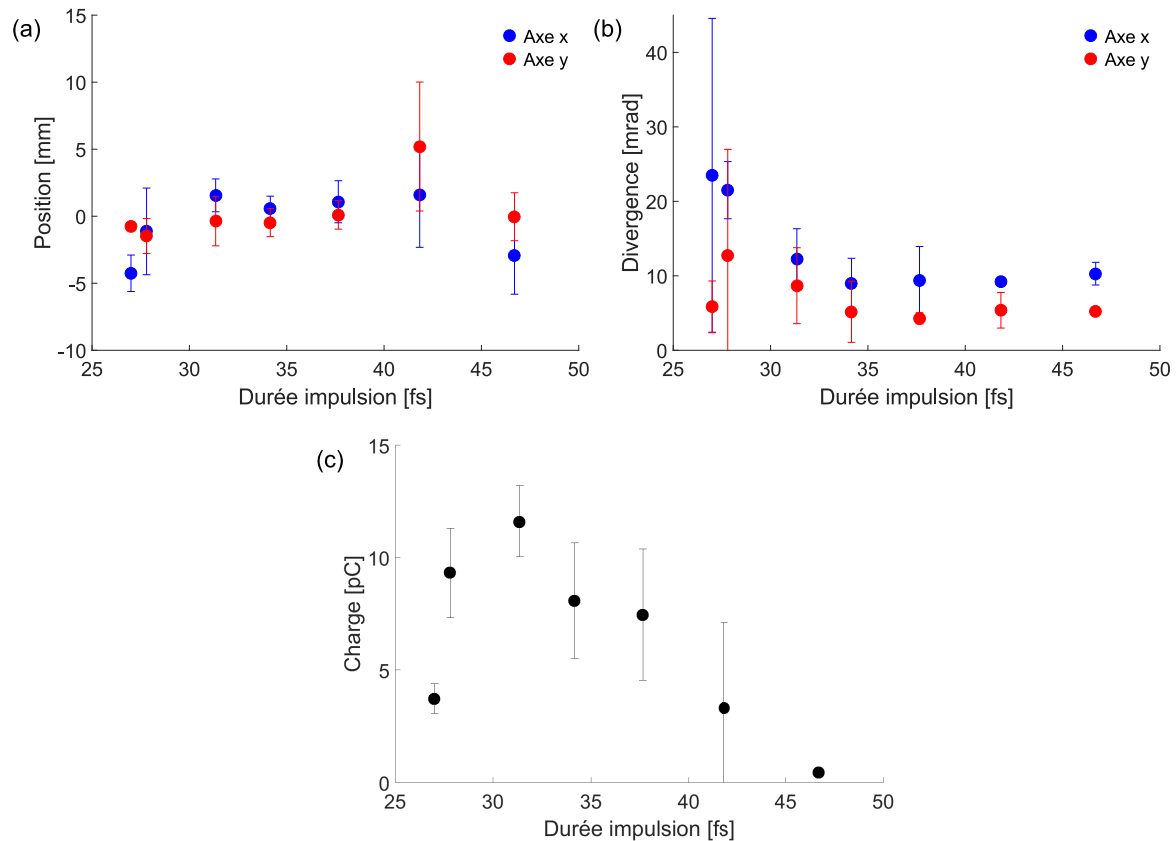 (a)
Axe x
Axe y
Position [mm]
15
10
5
0
-5
-10
25
30
35
40
45
50
Durée impulsion [fs]
(b)
Axe x
Axe y
Divergence [mrad]
40
30
20
10
0
25
30
35
40
45
50
Durée impulsion [fs]
(c)
Charge [pC]
15
10
5
0
25
30
35
40
45
50
Durée impulsion [fs]